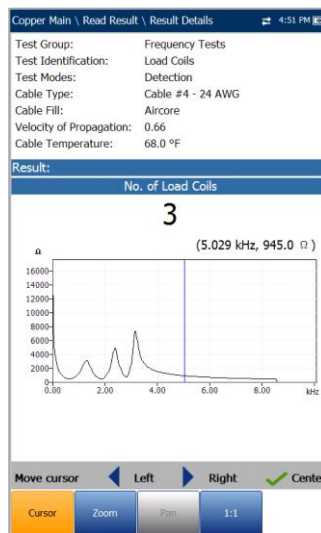 Copper Main \ Read Result \ Result Details 4:51 PM
Test Group: Frequency Tests
Test Identification: Load Coils
Test Modes: Detection
Cable Type: Cable #4 - 24 AWG
Cable Fill: Aircore
Velocity of Propagation: 0.66
Cable Temperature: 68.0 °F
Result:
No. of Load Coils
3
(5.029 kHz, 945.0 Ω)
Ω
16000
14000
12000
10000
8000
6000
4000
2000
0
0.00 2.00 4.00 6.00 8.00 kHz
Move cursor Left Right Cente
Cursor Zoom Pan 1:1